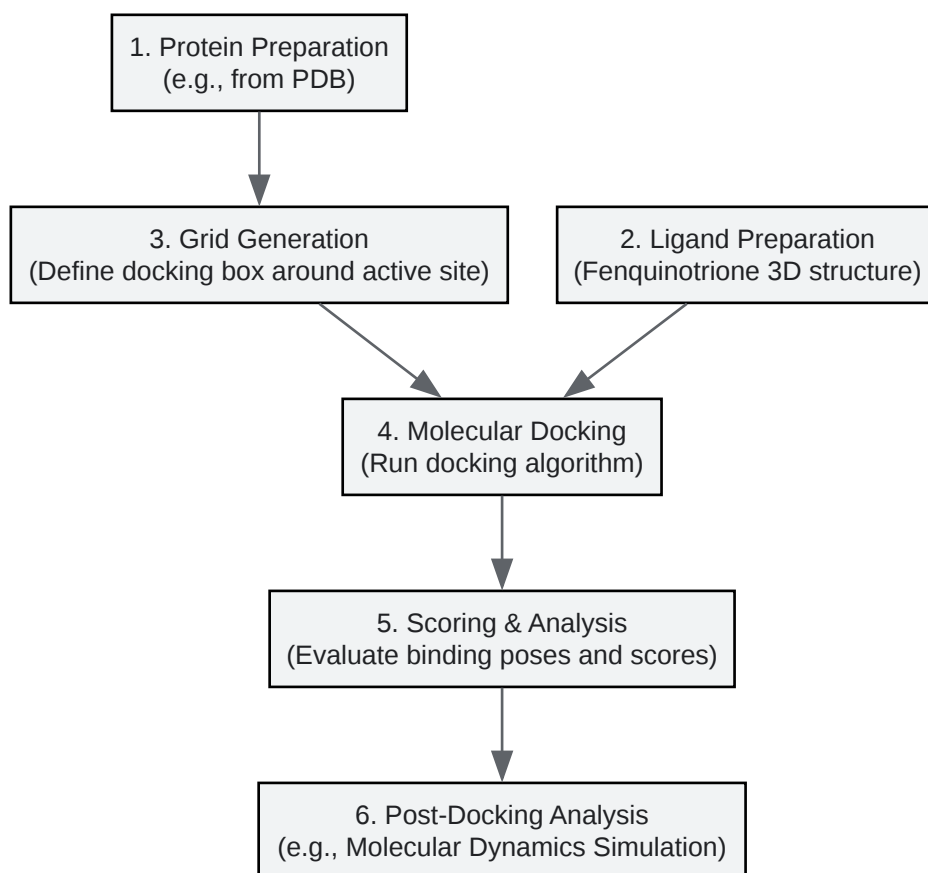 1. Protein Preparation
(e.g., from PDB)
3. Grid Generation
(Define docking box around active site)
2. Ligand Preparation
(Fenquinotrione 3D structure)
4. Molecular Docking
(Run docking algorithm)
5. Scoring & Analysis
(Evaluate binding poses and scores)
6. Post-Docking Analysis
(e.g., Molecular Dynamics Simulation)